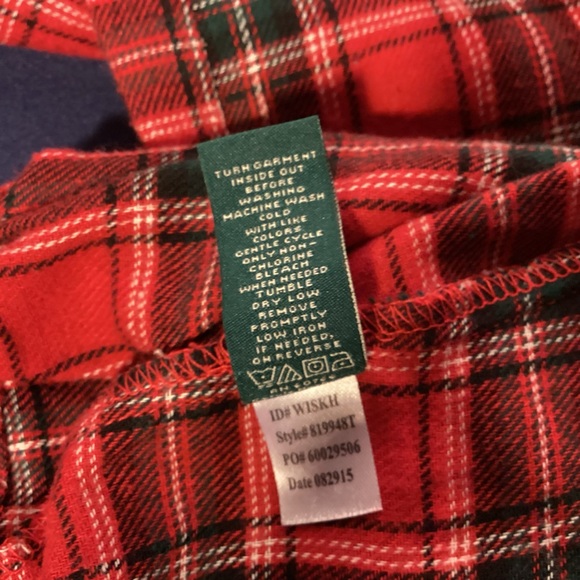 TURN GARMENT
INSIDE OUT
BEFORE
WASHING
MACHINE WASH
COLD
WITH LIKE
COLORS
GENTLE CYCLE
ONLY NON-
CHLORINE
BLEACH
WHEN NEEDED
TUMBLE
DRY LOW
REMOVE
PROMPTLY
LOW IRON
IF NEEDED,
ON REVERSE
ID# WISKH
Style# 819948T
PO# 60029506
Date 082915